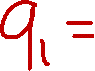 q₁ =